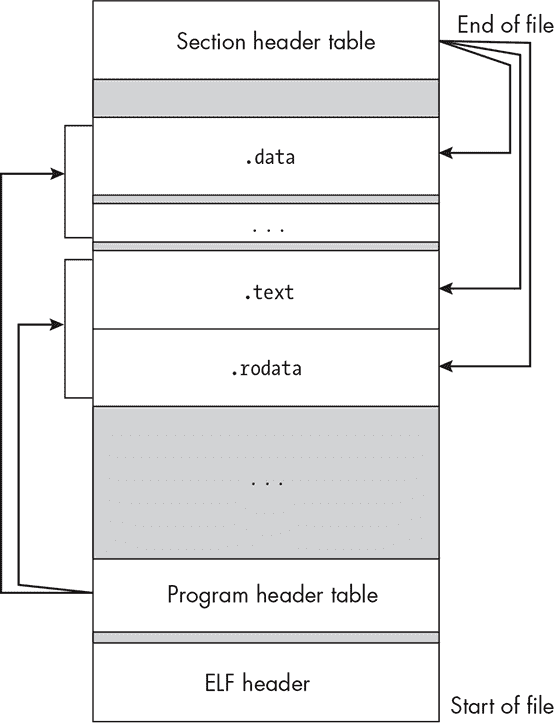 Section header table
End of file
.data
...
.text
.rodata
...
Program header table
ELF header
Start of file